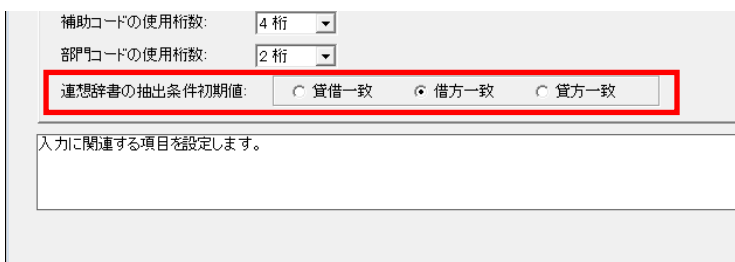 補助コードの使用桁数: 4 桁
部門コードの使用桁数: 2 桁
連想辞書の抽出条件初期値: 貸借一致 借方一致 貸方一致
入力に関連する項目を設定します。